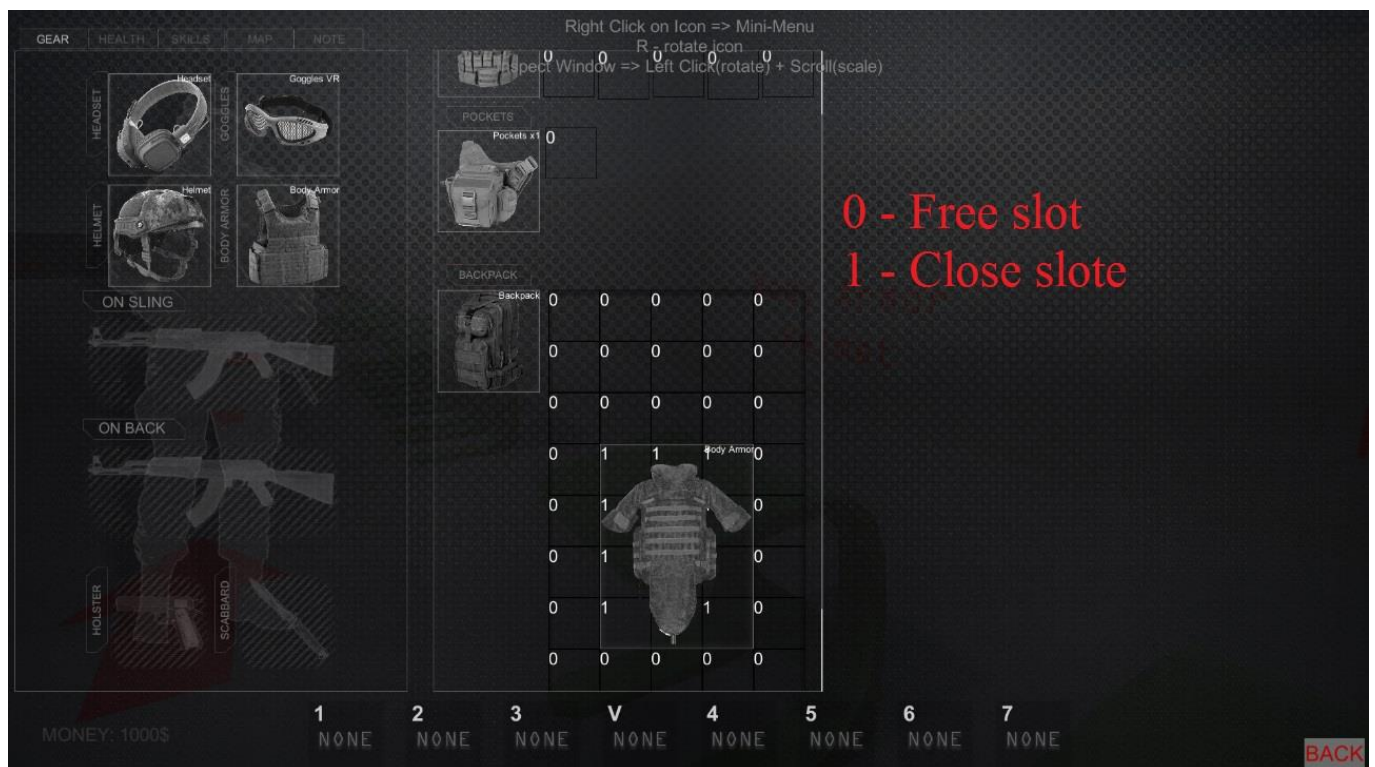 Right Click on Icon => Mini-Menu
R - rotate icon
Inspect Window => Left Click(rotate) + Scroll(scale)
GEAR HEALTH SKILLS MAP NOTE
HEADSET
Headset
GOGGLES
Goggles VR
HELMET
Helmet
BODY ARMOR
Body Armor
ON SLING
ON BACK
HOLSTER
SCABBARD
0 0 0 0 0
POCKETS
Pockets x1 0
BACKPACK
Backpack
0 0 0 0 0
0 0 0 0 0
0 0 0 0 0
0 1 1 1 Body Armor 0
0 1 0
0 1 0
0 1 1 0
0 0 0 0 0
0 - Free slot
1 - Close slote
MONEY: 1000$
1 2 3 V 4 5 6 7
NONE NONE NONE NONE NONE NONE NONE NONE
BACK